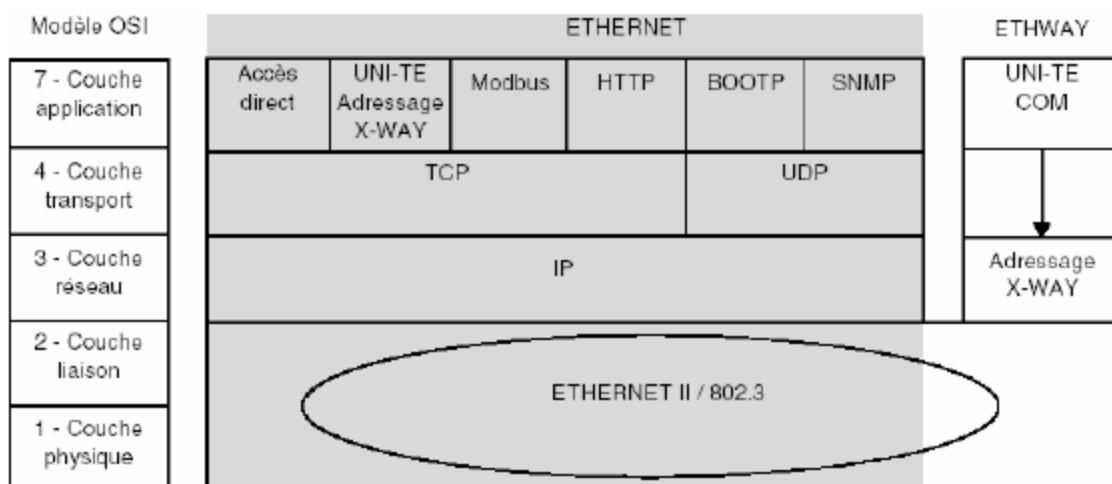 Modèle OSI
ETHERNET
ETHWAY
7 - Couche
application
Accès
direct
UNI-TE
Adressage
X-WAY
Modbus
HTTP
BOOTP
SNMP
UNI-TE
COM
4 - Couche
transport
TCP
UDP
3 - Couche
réseau
IP
Adressage
X-WAY
2 - Couche
liaison
ETHERNET II / 802.3
1 - Couche
physique